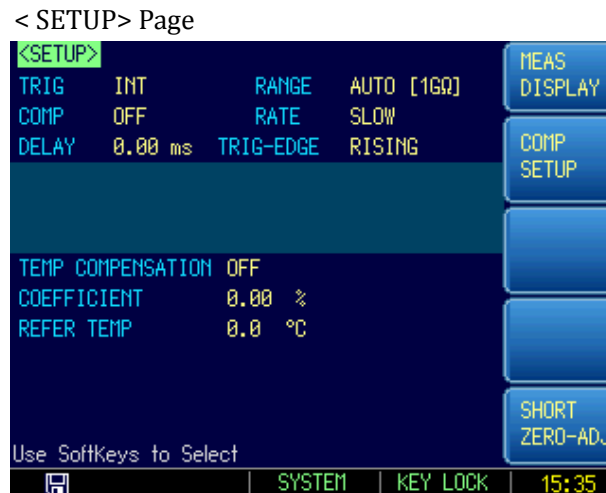 < SETUP> Page
<SETUP>
TRIG INT RANGE AUTO [1GΩ]
COMP OFF RATE SLOW
DELAY 0.00 ms TRIG-EDGE RISING
TEMP COMPENSATION OFF
COEFFICIENT 0.00 %
REFER TEMP 0.0 °C
Use SoftKeys to Select
MEAS
DISPLAY
COMP
SETUP
SHORT
ZERO-ADJ
SYSTEM | KEY LOCK | 15:35